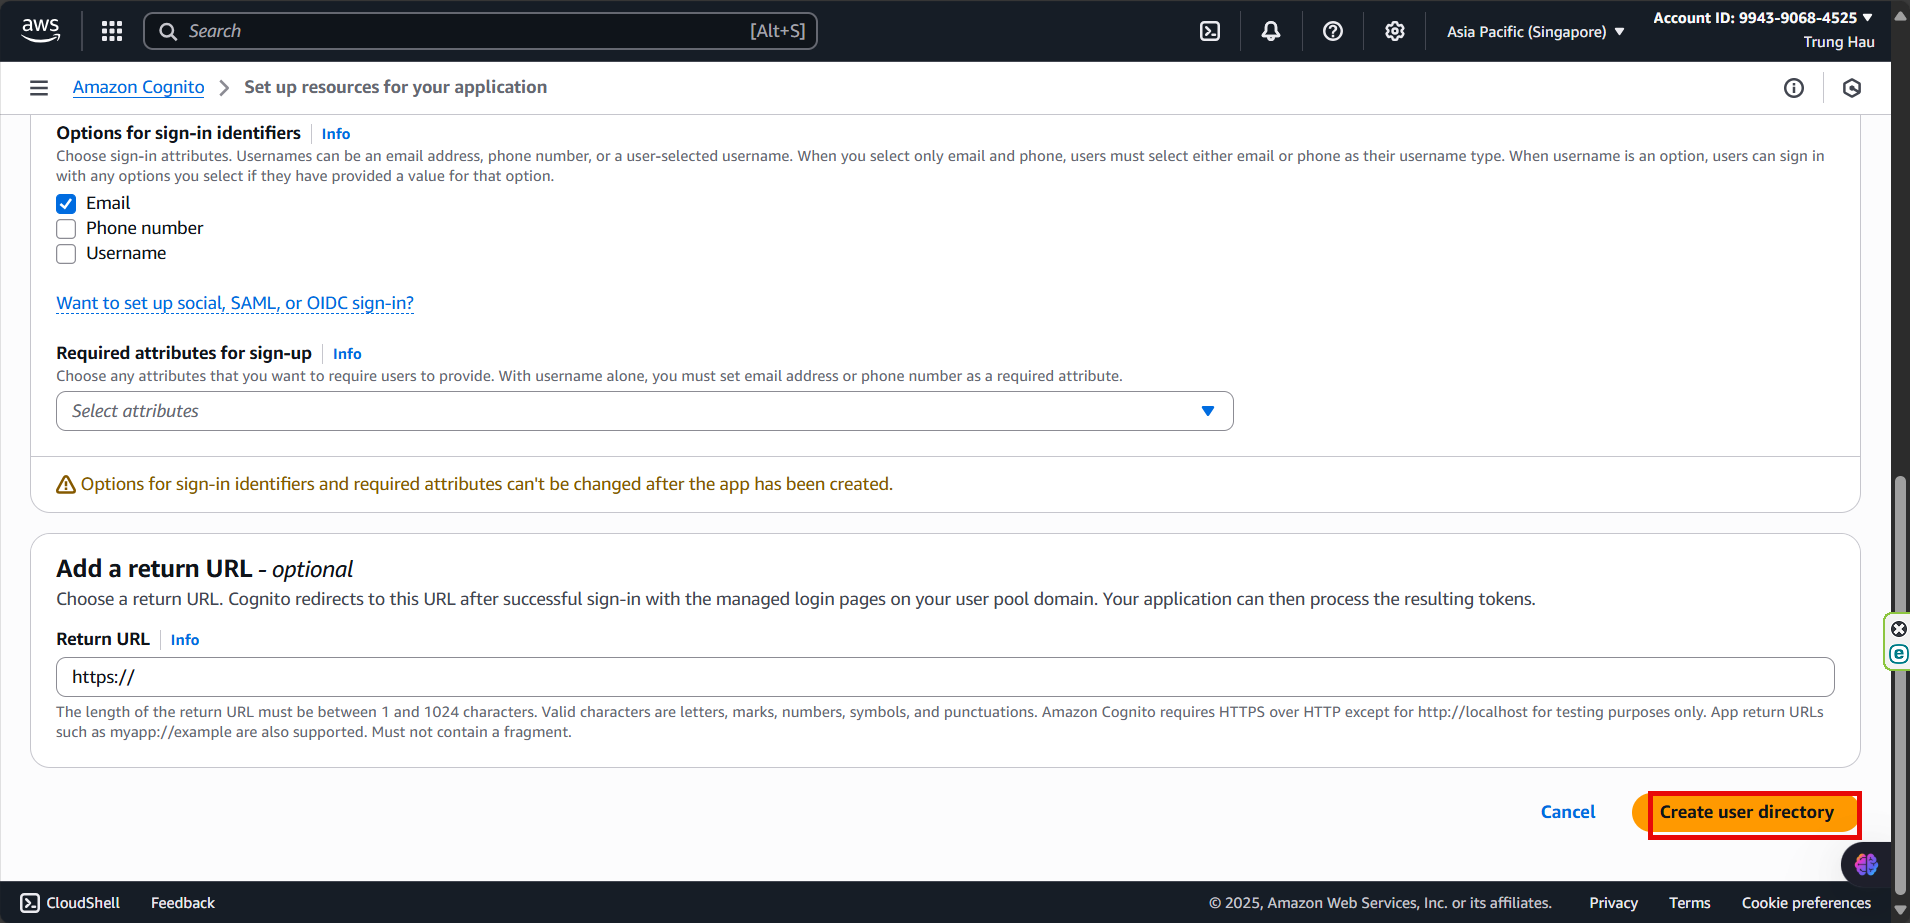 aws
Search
[Alt+S]
Asia Pacific (Singapore)
Account ID: 9943-9068-4525
Trung Hau
Amazon Cognito
Set up resources for your application
Options for sign-in identifiers
Info
Choose sign-in attributes. Usernames can be an email address, phone number, or a user-selected username. When you select only email and phone, users must select either email or phone as their username type. When username is an option, users can sign in
with any options you select if they have provided a value for that option.
Email
Phone number
Username
Want to set up social, SAML, or OIDC sign-in?
Required attributes for sign-up
Info
Choose any attributes that you want to require users to provide. With username alone, you must set email address or phone number as a required attribute.
Select attributes
Options for sign-in identifiers and required attributes can't be changed after the app has been created.
Add a return URL - optional
Choose a return URL. Cognito redirects to this URL after successful sign-in with the managed login pages on your user pool domain. Your application can then process the resulting tokens.
Return URL
Info
https://
The length of the return URL must be between 1 and 1024 characters. Valid characters are letters, marks, numbers, symbols, and punctuations. Amazon Cognito requires HTTPS over HTTP except for http://localhost for testing purposes only. App return URLs
such as myapp://example are also supported. Must not contain a fragment.
Cancel
Create user directory
CloudShell
Feedback
© 2025, Amazon Web Services, Inc. or its affiliates.
Privacy
Terms
Cookie preferences